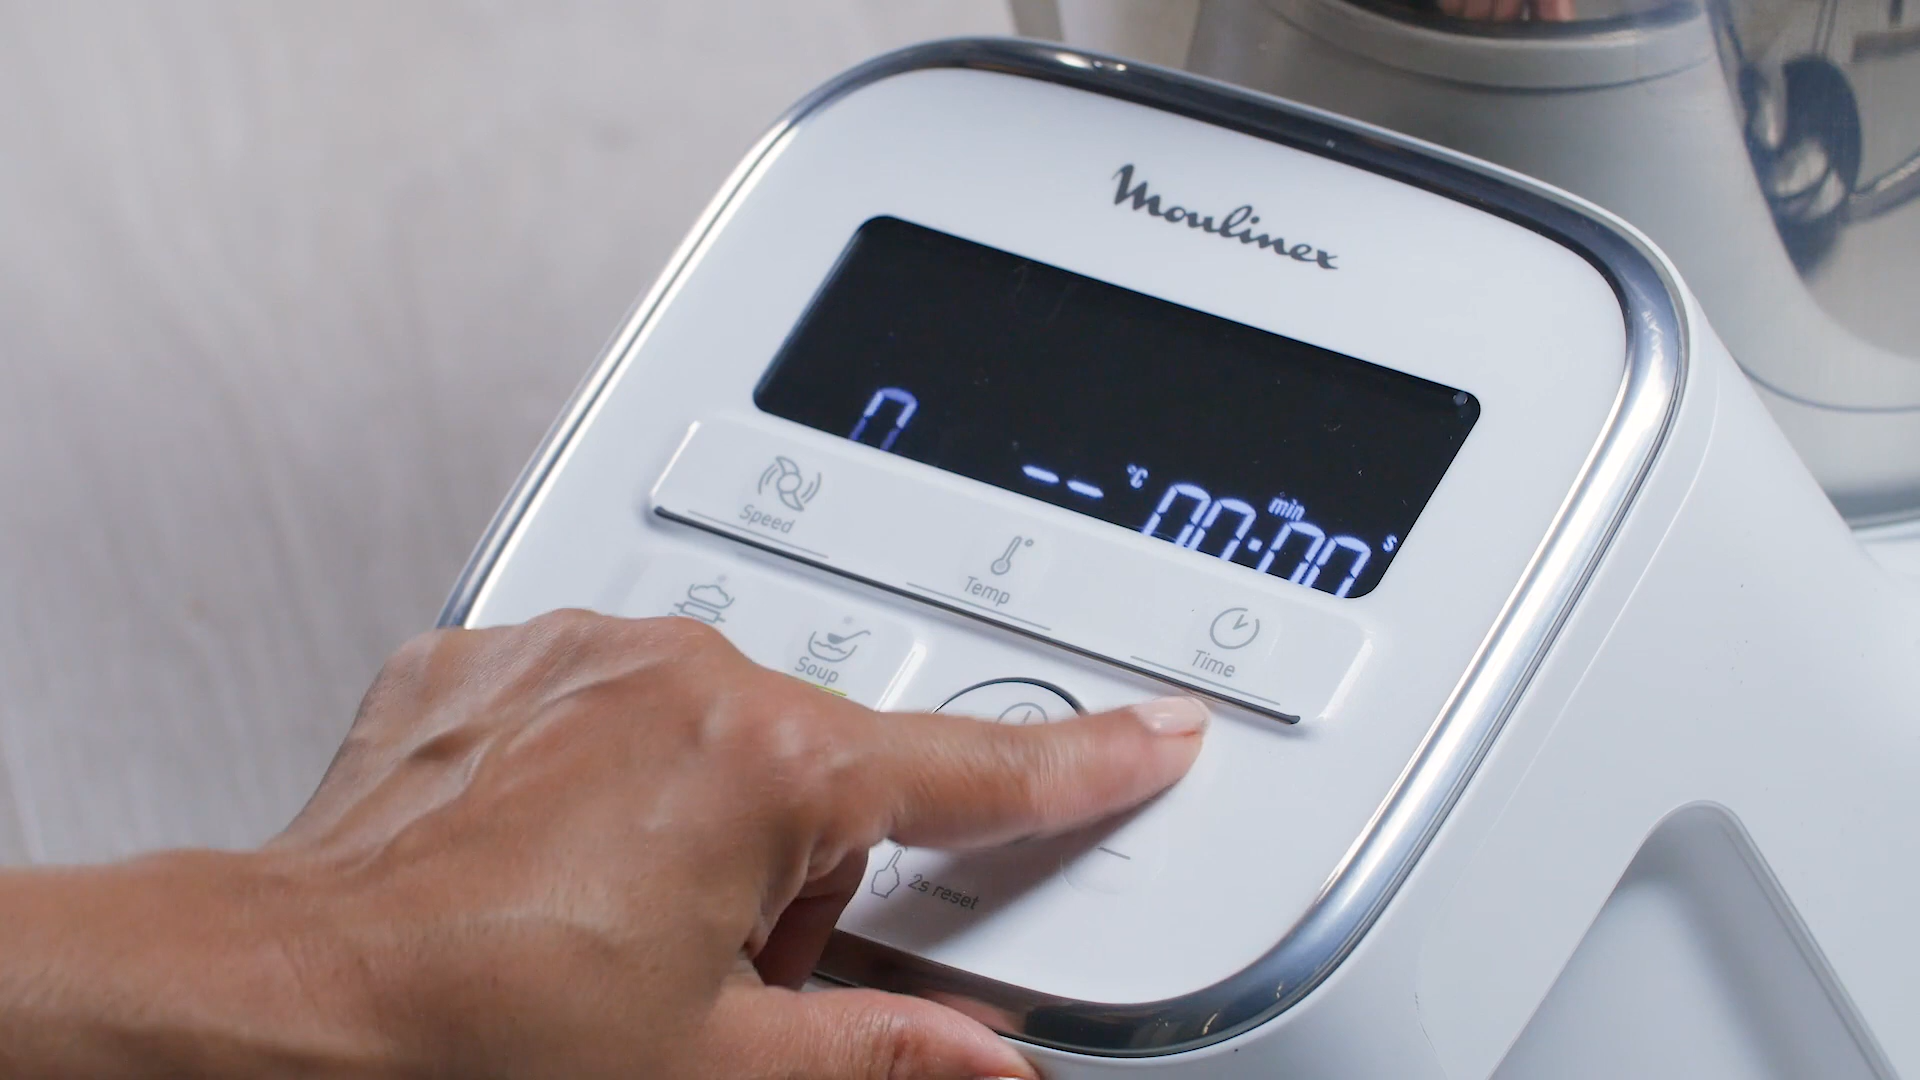 Moulinex
0 -- °C 00:00 min s
Speed
Temp
Time
Soup
2s reset